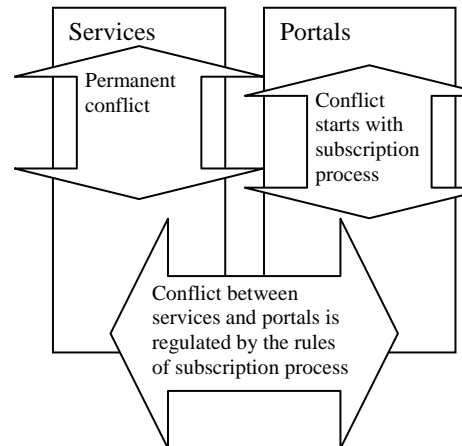 Services
Permanent
conflict
Portals
Conflict
starts with
subscription
process
Conflict between
services and portals is
regulated by the rules
of subscription process